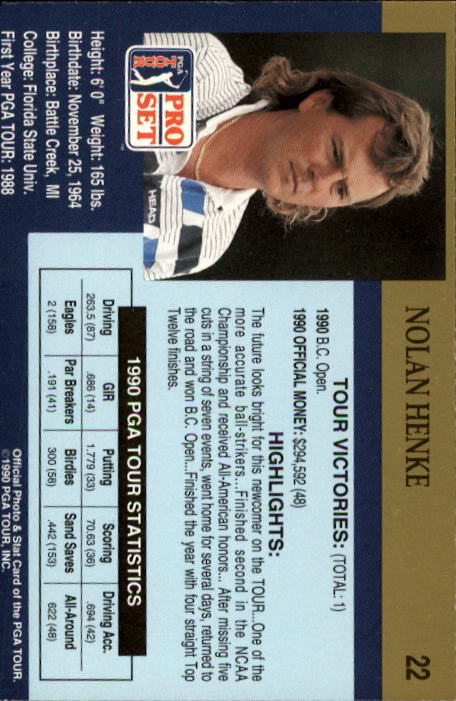 NOLAN HENKE
22
PGA
TOUR
PRO
SET
TM
HEAD
Height: 6' 0" Weight: 165 lbs.
Birthdate: November 25, 1964
Birthplace: Battle Creek, MI
College: Florida State Univ.
First Year PGA TOUR: 1988
TOUR VICTORIES: (TOTAL: 1)
1990 B.C. Open.
1990 OFFICIAL MONEY: $294,592 (48)
HIGHLIGHTS:
The future looks bright for this newcomer on the TOUR...One of the
more accurate ball-strikers...Finished second in the NCAA
Championship and received All-American honors... After missing five
cuts in a string of seven events, went home for several days, returned to
the road and won B.C. Open...Finished the year with four straight Top
Twelve finishes.
1990 PGA TOUR STATISTICS
Driving GIR Putting Scoring Driving Acc.
263.5 (87) .686 (14) 1.779 (33) 70.63 (36) .694 (42)
Eagles Par Breakers Birdies Sand Saves All-Around
2 (158) .191 (41) 300 (58) .442 (153) 622 (48)
Official Photo & Stat Card of the PGA TOUR.
©1990 PGA TOUR, INC.